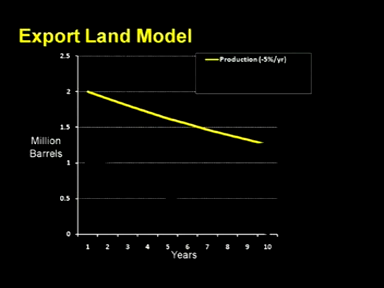 Export Land Model
2.5
Production (-5%/yr)
2
1.5
Million
Barrels
1
0.5
0
1 2 3 4 5 6 7 8 9 10
Years